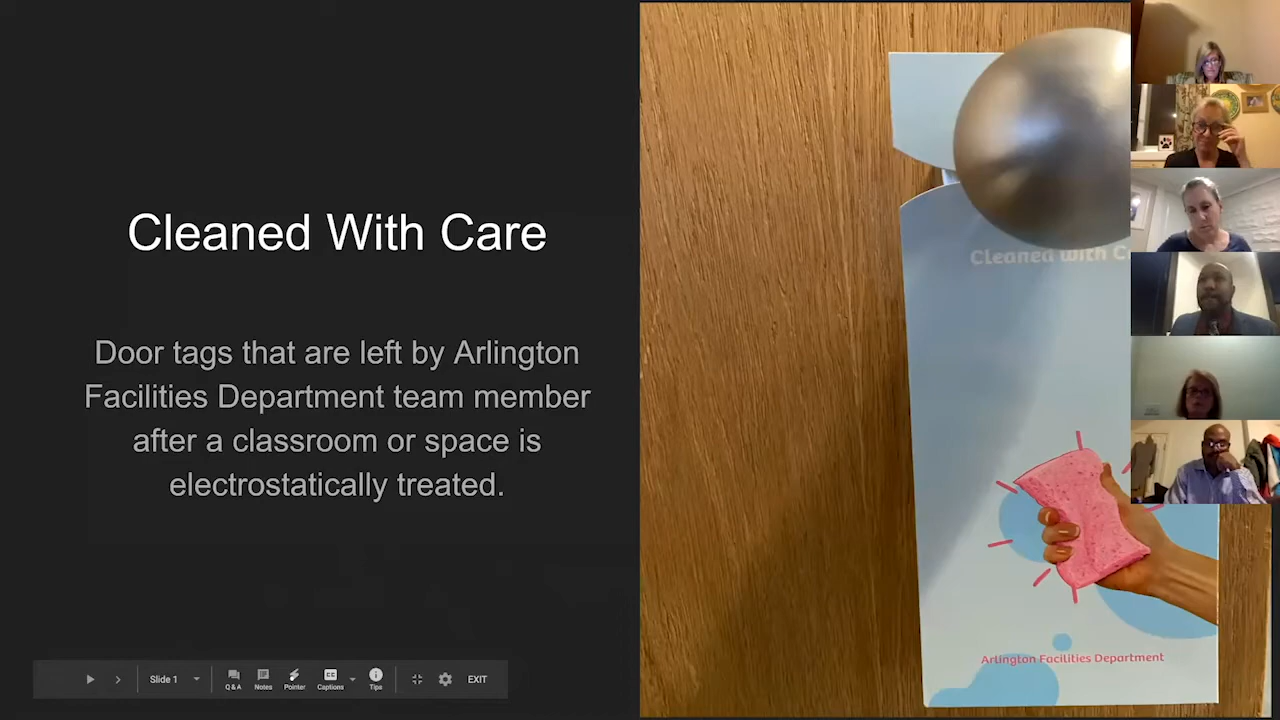 Cleaned With Care
Door tags that are left by Arlington
Facilities Department team member
after a classroom or space is
electrostatically treated.
Cleaned with C
Arlington Facilities Department
Slide 1
Q & A
Notes
Pointer
CC
Captions
Tips
EXIT